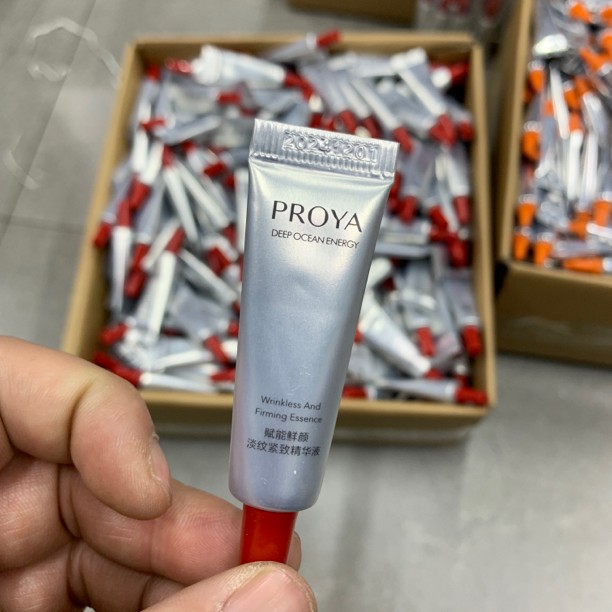 PROYA
DEEP OCEAN ENERGY
Wrinkless And
Firming Essence
赋能鲜颜
淡纹紧致精华液